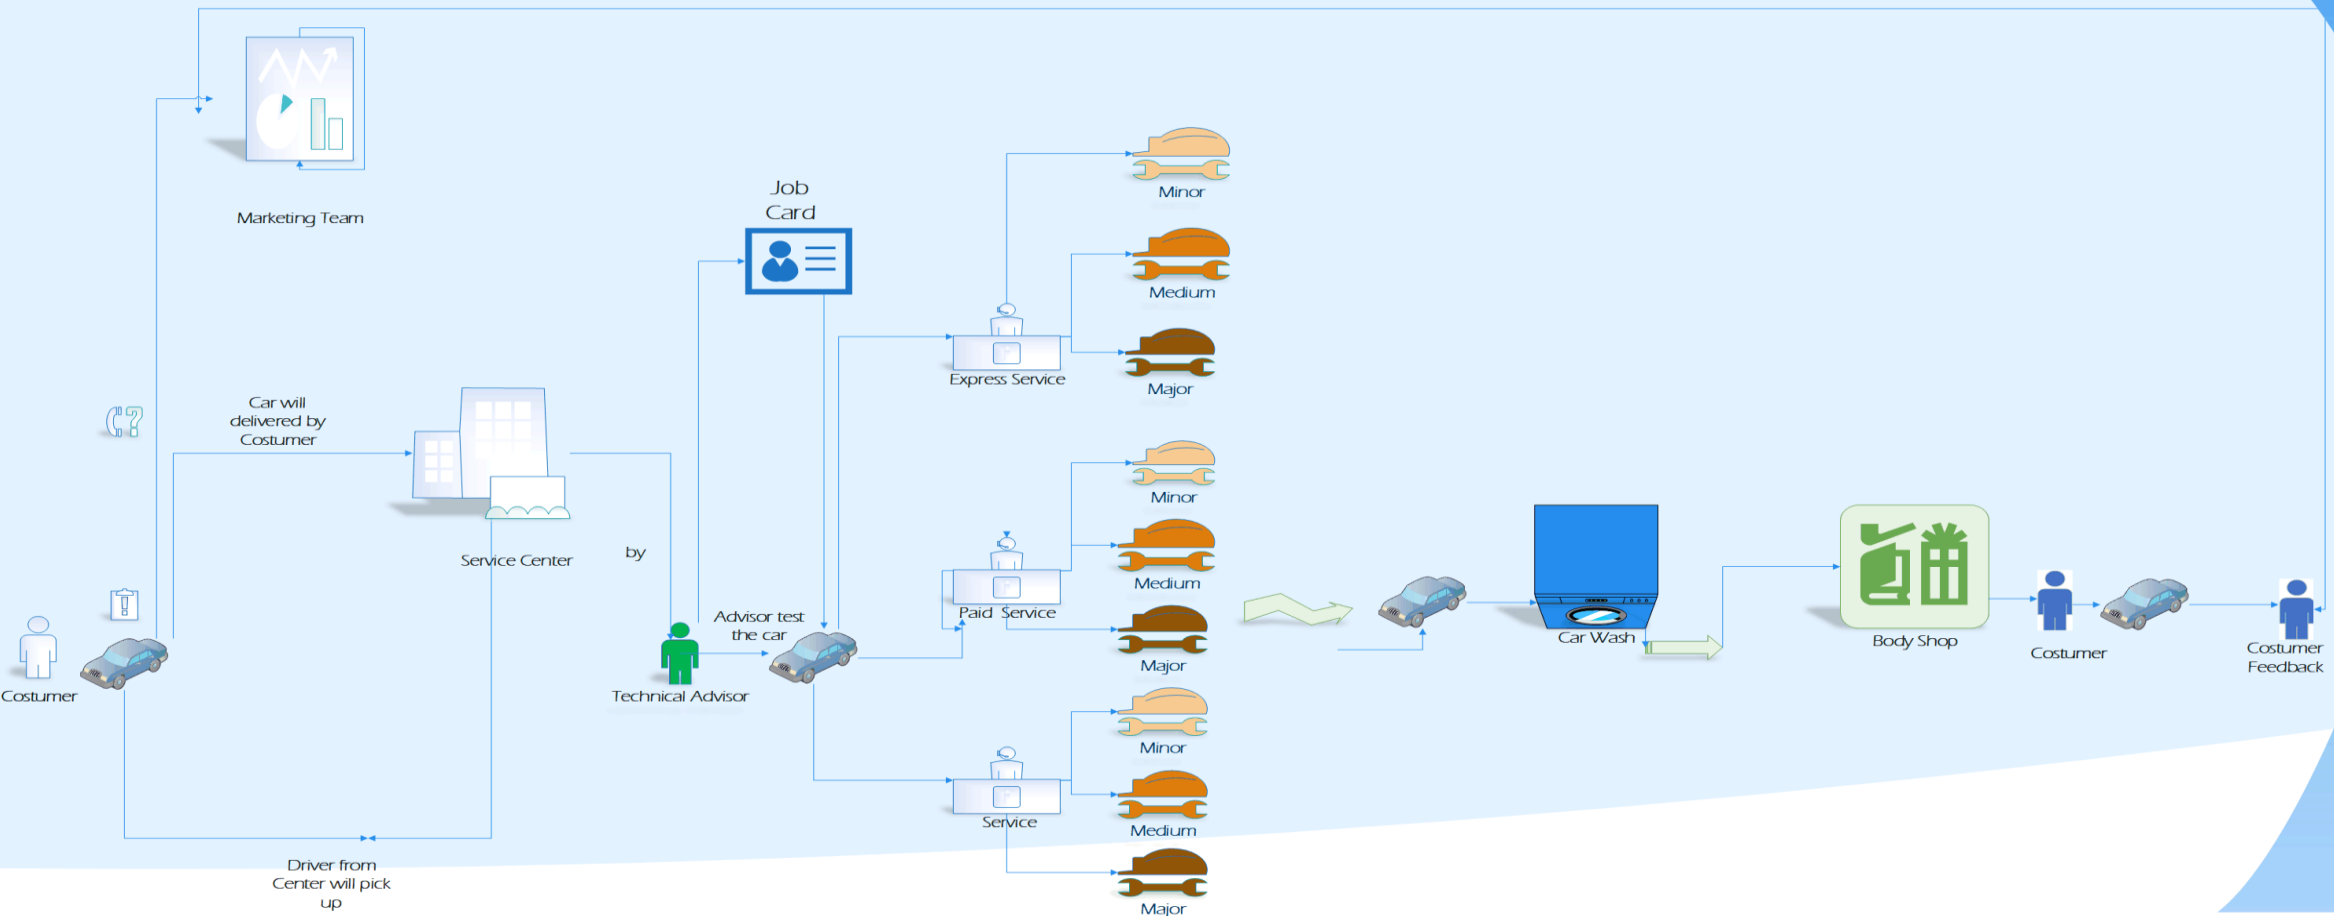 Marketing Team
Job
Card
Minor
Medium
Major
Express Service
Car will
delivered by
Costumer
Service Center
by
Minor
Medium
Paid Service
Major
Advisor test
the car
Technical Advisor
Costumer
Minor
Service
Medium
Major
Driver from
Center will pick
up
Car Wash
Body Shop
Costumer
Costumer
Feedback